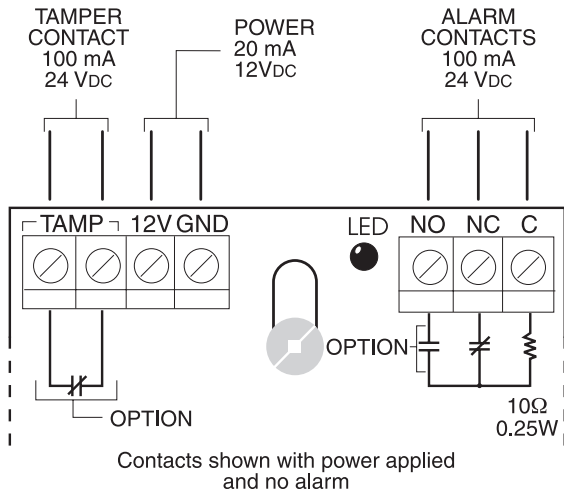 TAMPER
CONTACT
100 mA
24 VDC
POWER
20 mA
12VDC
ALARM
CONTACTS
100 mA
24 VDC
TAMP 12V GND
LED NO NC C
OPTION
10Ω
0.25W
OPTION
Contacts shown with power applied
and no alarm